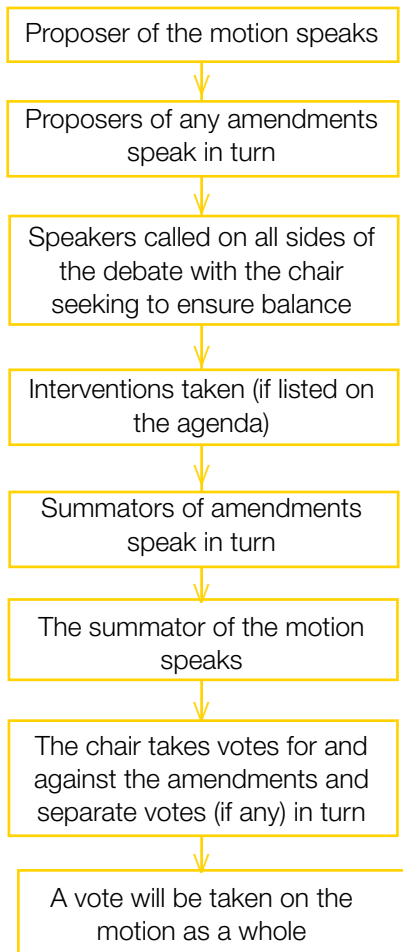 Proposer of the motion speaks
Proposers of any amendments
speak in turn
Speakers called on all sides of
the debate with the chair
seeking to ensure balance
Interventions taken (if listed on
the agenda)
Summators of amendments
speak in turn
The summator of the motion
speaks
The chair takes votes for and
against the amendments and
separate votes (if any) in turn
A vote will be taken on the
motion as a whole